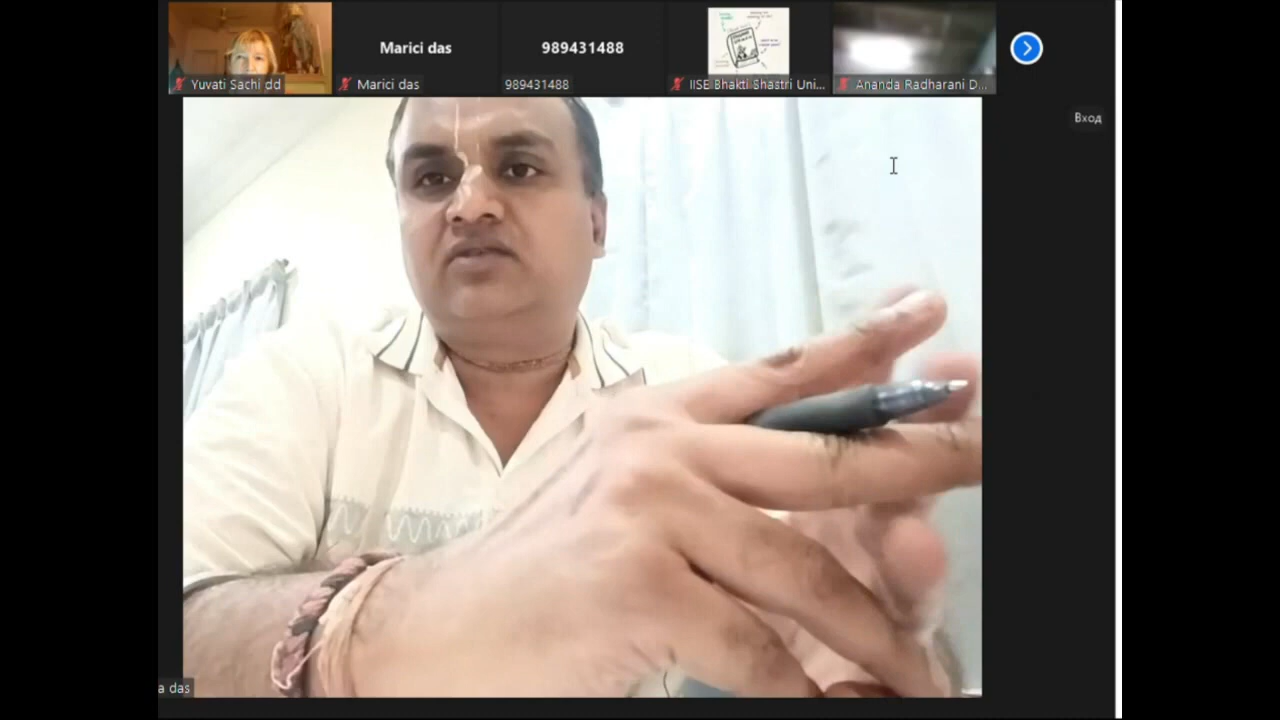 Marici das
989431488
Yuvati Sachi dd
Marici das
989431488
IISE Bhakti Shastri Uni...
Ananda Radharani D...
Вход
a das